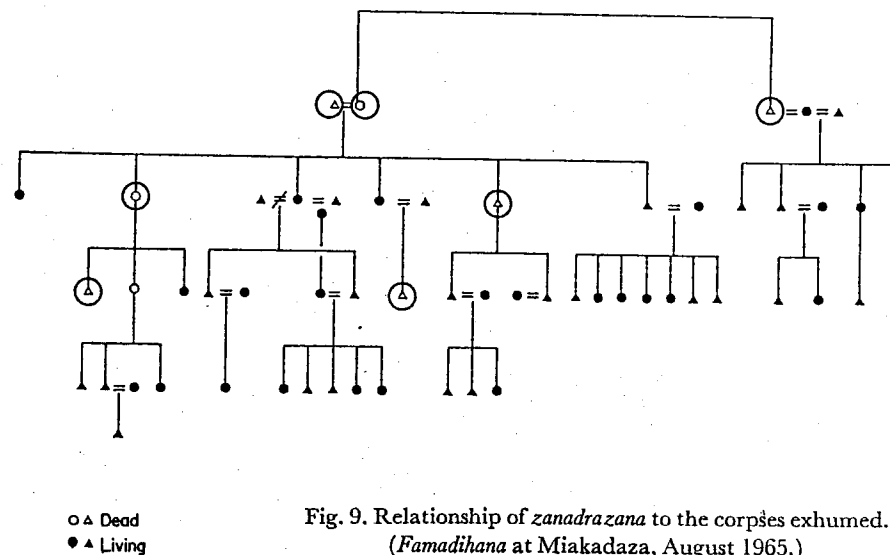 Dead
Living
Fig. 9. Relationship of zanadrazana to the corpses exhumed.
(Famadihana at Miakadaza, August 1965.)